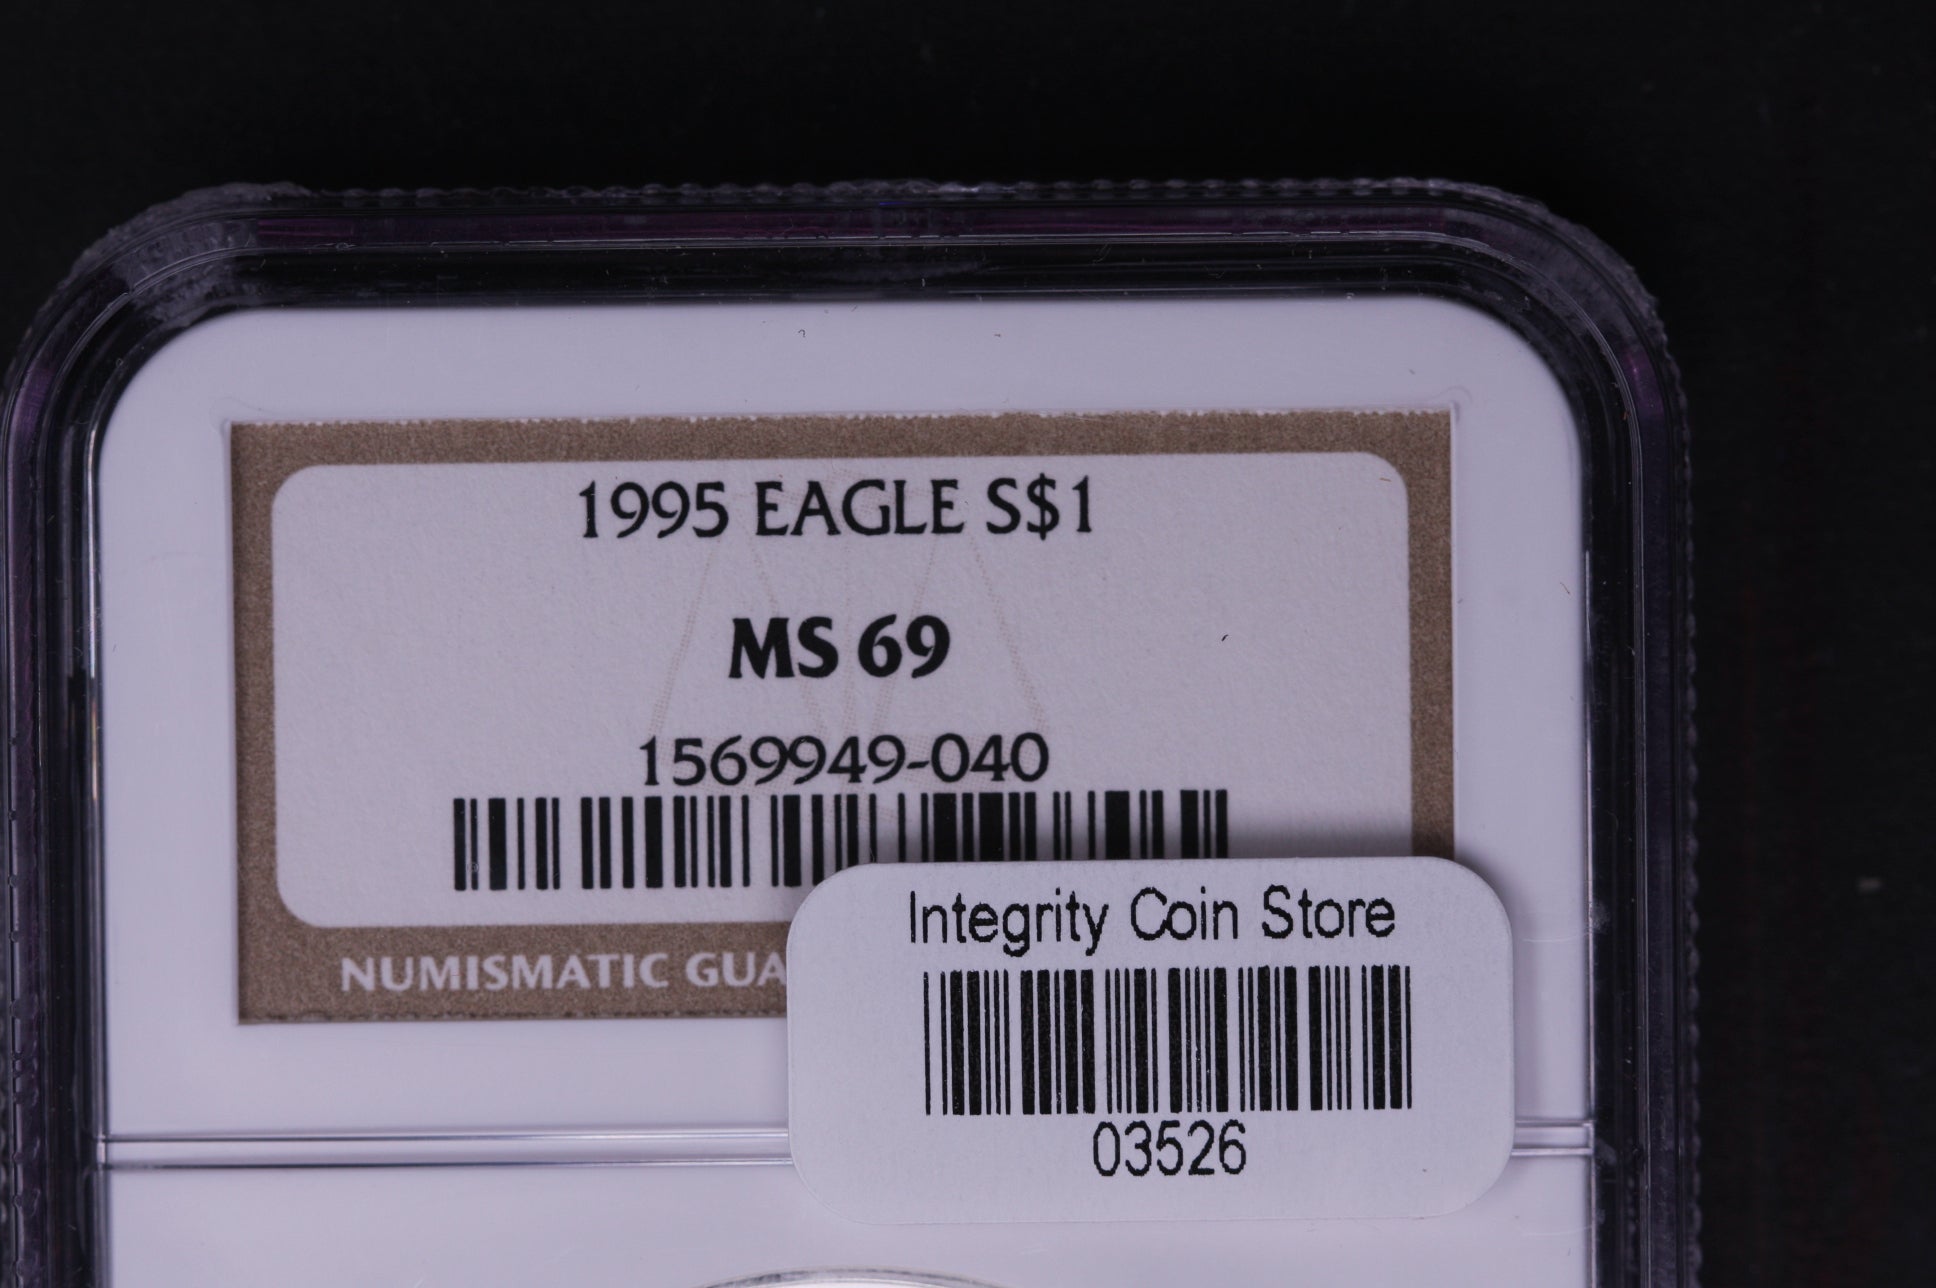 1995 EAGLE S$1
MS 69
1569949-040
NUMISMATIC GUA
Integrity Coin Store
03526